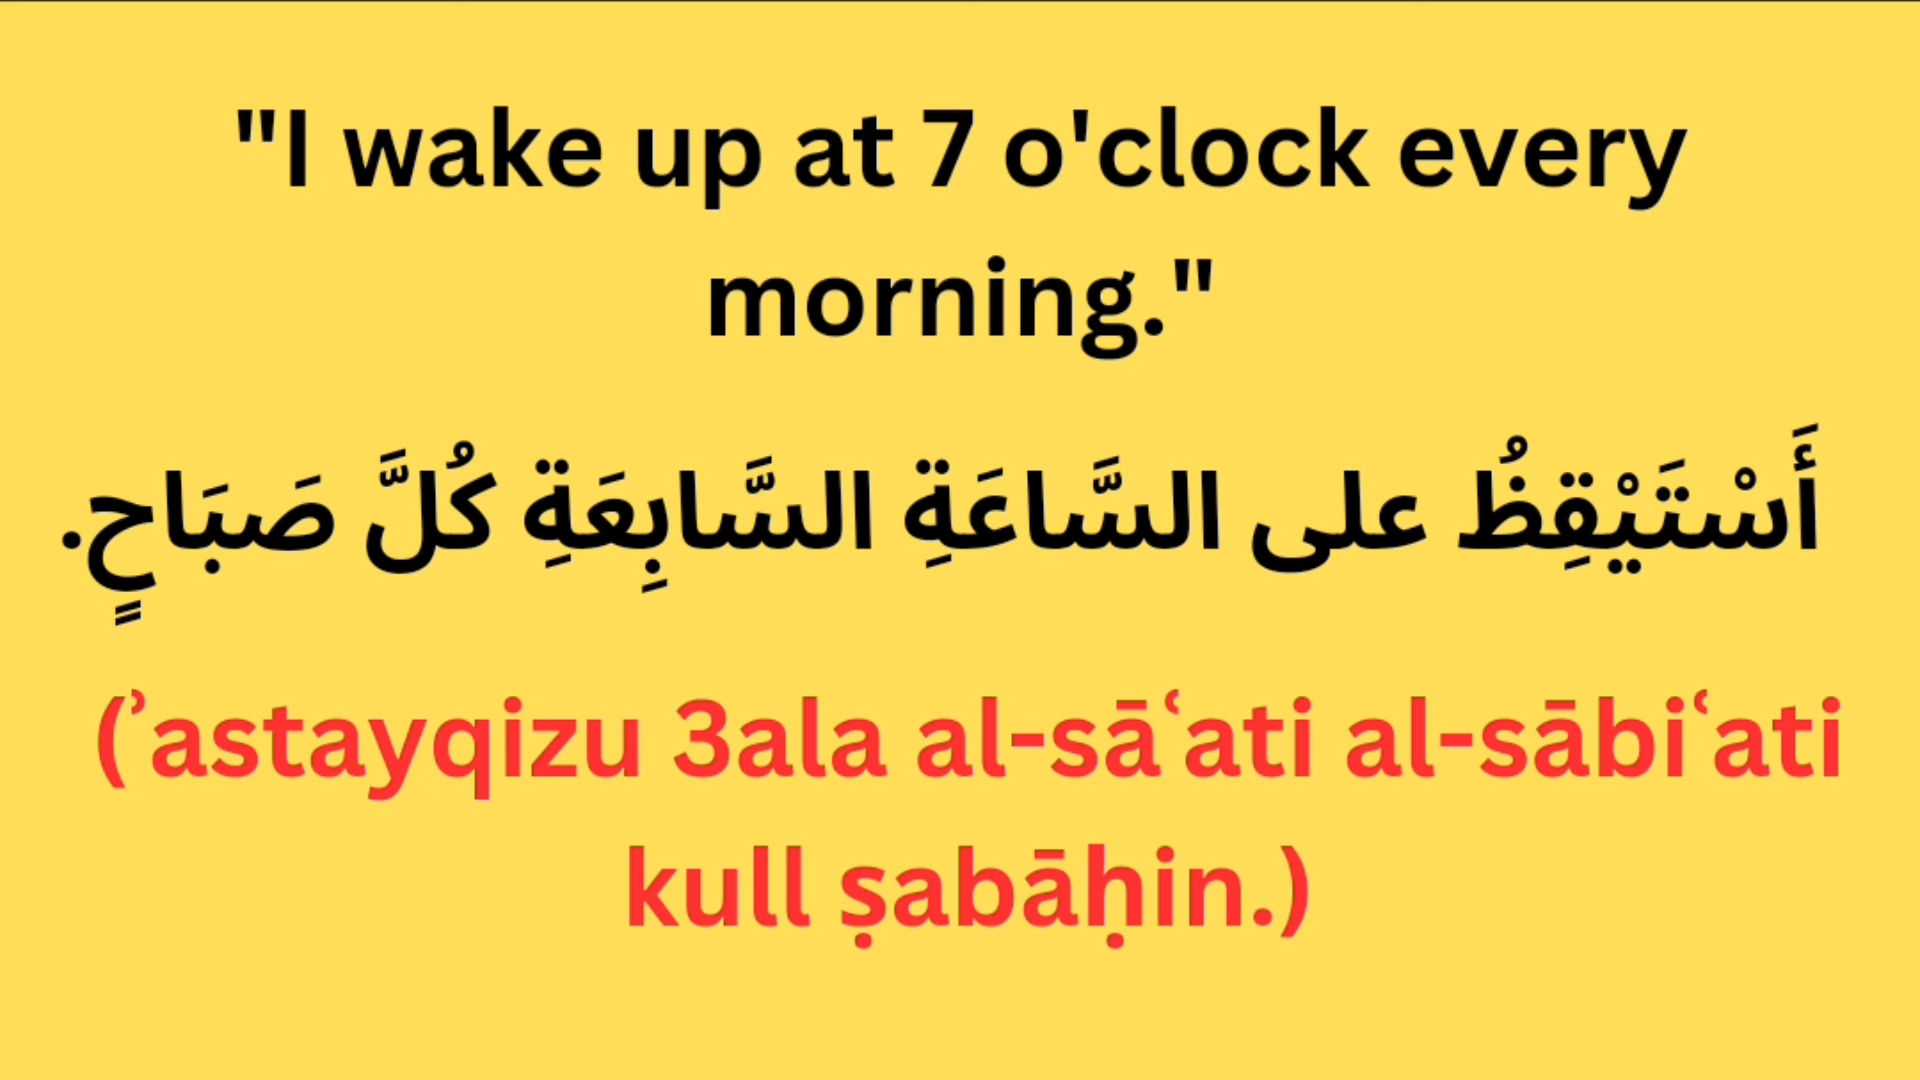 "I wake up at 7 o'clock every
morning."
أَسْتَيْقِظُ على السَّاعَةِ السَّابِعَةِ كُلَّ صَبَاحٍ.
(ʾastayqizu 3ala al-sāʿati al-sābiʿati
kull ṣabāḥin.)